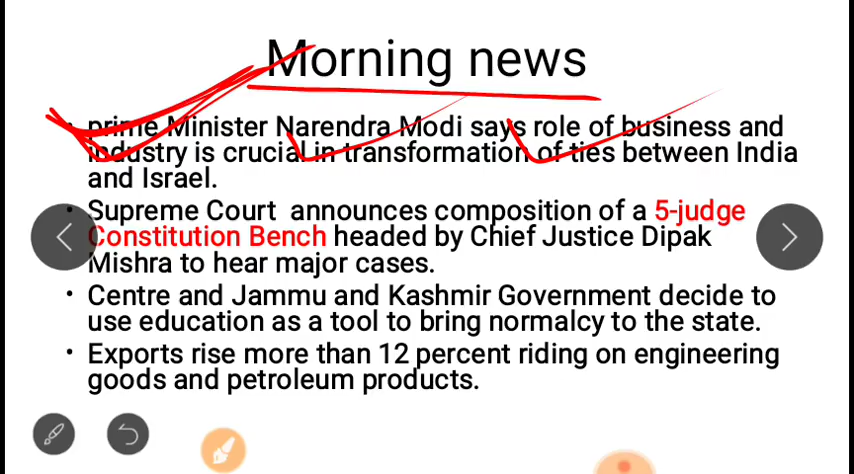 Morning news
• prime Minister Narendra Modi says role of business and
industry is crucial in transformation of ties between India
and Israel.
• Supreme Court announces composition of a 5-judge
Constitution Bench headed by Chief Justice Dipak
Mishra to hear major cases.
• Centre and Jammu and Kashmir Government decide to
use education as a tool to bring normalcy to the state.
• Exports rise more than 12 percent riding on engineering
goods and petroleum products.